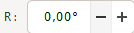 R: 0,00° − +